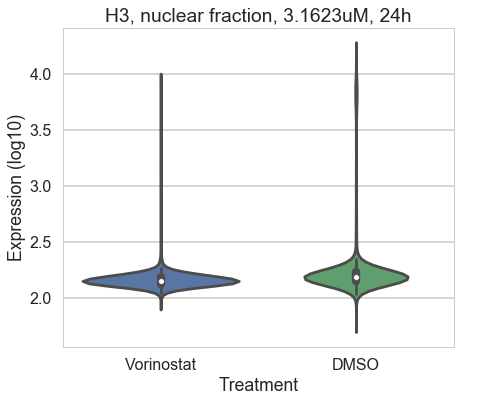 H3, nuclear fraction, 3.1623uM, 24h
Expression (log10)
4.0
3.5
3.0
2.5
2.0
Vorinostat
DMSO
Treatment